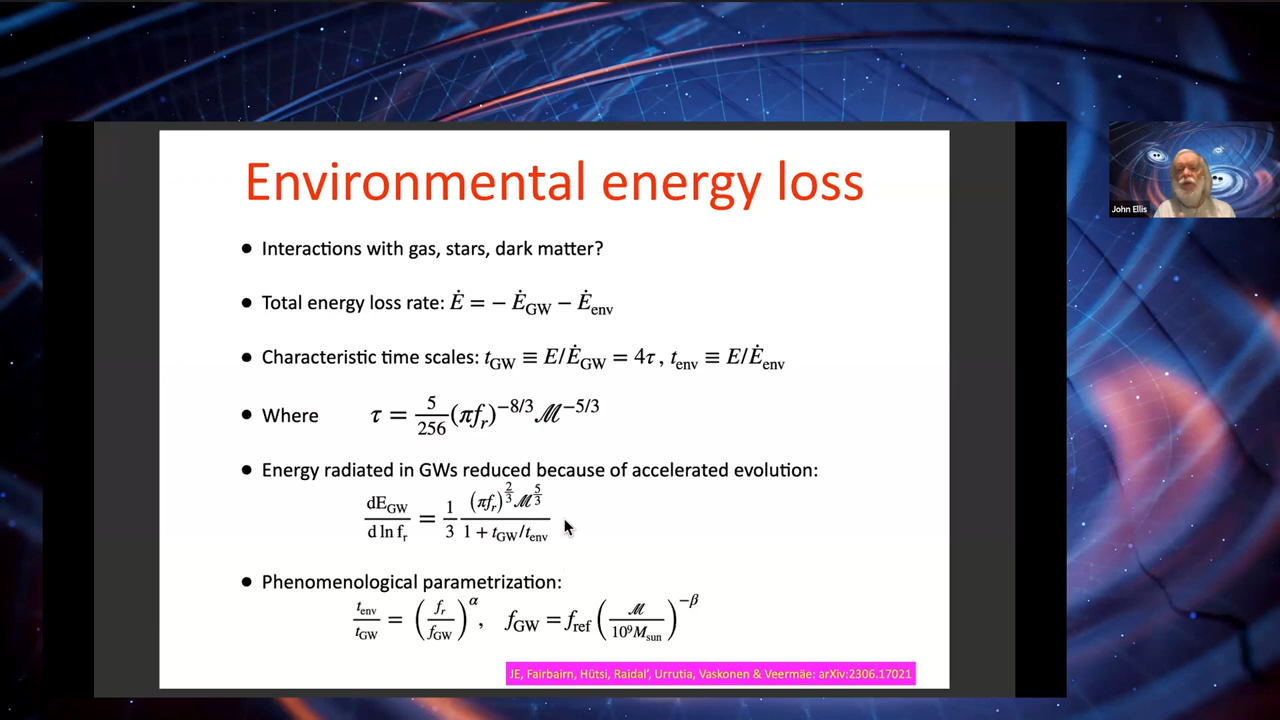 Environmental energy loss
• Interactions with gas, stars, dark matter?
• Total energy loss rate: Ė = − Ė_GW − Ė_env
• Characteristic time scales: t_GW ≡ E/Ė_GW = 4τ , t_env ≡ E/Ė_env
• Where τ = 5/256 (πf_r)^−8/3 ℳ^−5/3
• Energy radiated in GWs reduced because of accelerated evolution:
dE_GW/d ln f_r = 1/3 (πf_r)^2/3 ℳ^5/3 / 1 + t_GW/t_env
• Phenomenological parametrization:
t_env/t_GW = (f_r/f_GW)^α, f_GW = f_ref (ℳ/10^9 M_sun)^−β
JE, Fairbairn, Hütsi, Raidal', Urrutia, Vaskonen & Veermäe: arXiv:2306.17021
John Ellis